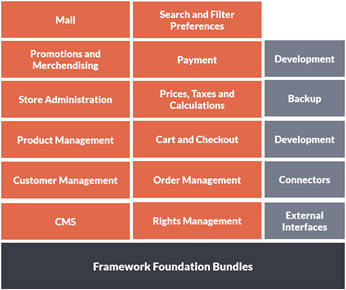 Mail
Search and Filter
Preferences
Promotions and
Merchendising
Payment
Development
Store Administration
Prices, Taxes and
Calculations
Backup
Product Management
Cart and Checkout
Development
Customer Management
Order Management
Connectors
CMS
Rights Management
External
Interfaces
Framework Foundation Bundles